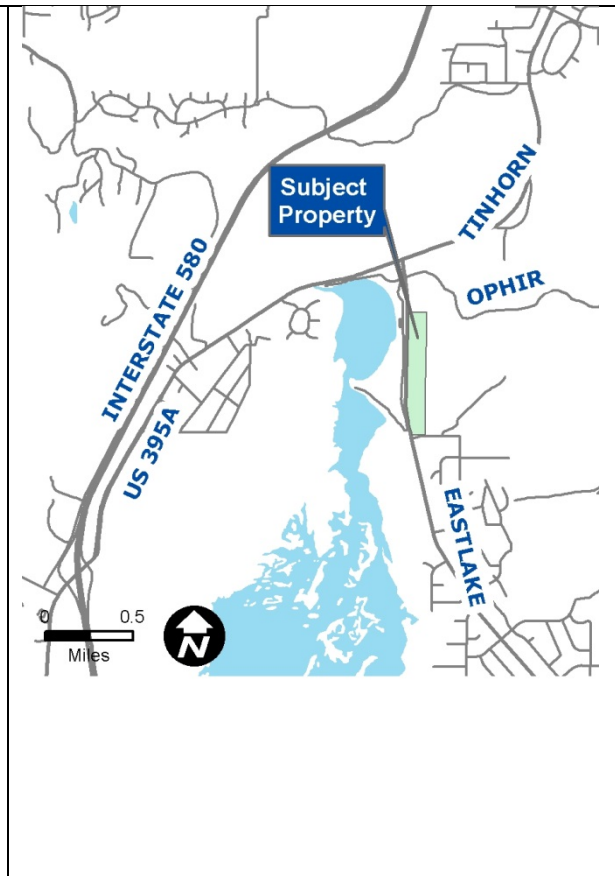 Subject
Property
TINHORN
OPHIR
INTERSTATE 580
US 395A
EASTLAKE
0 0.5
Miles
N